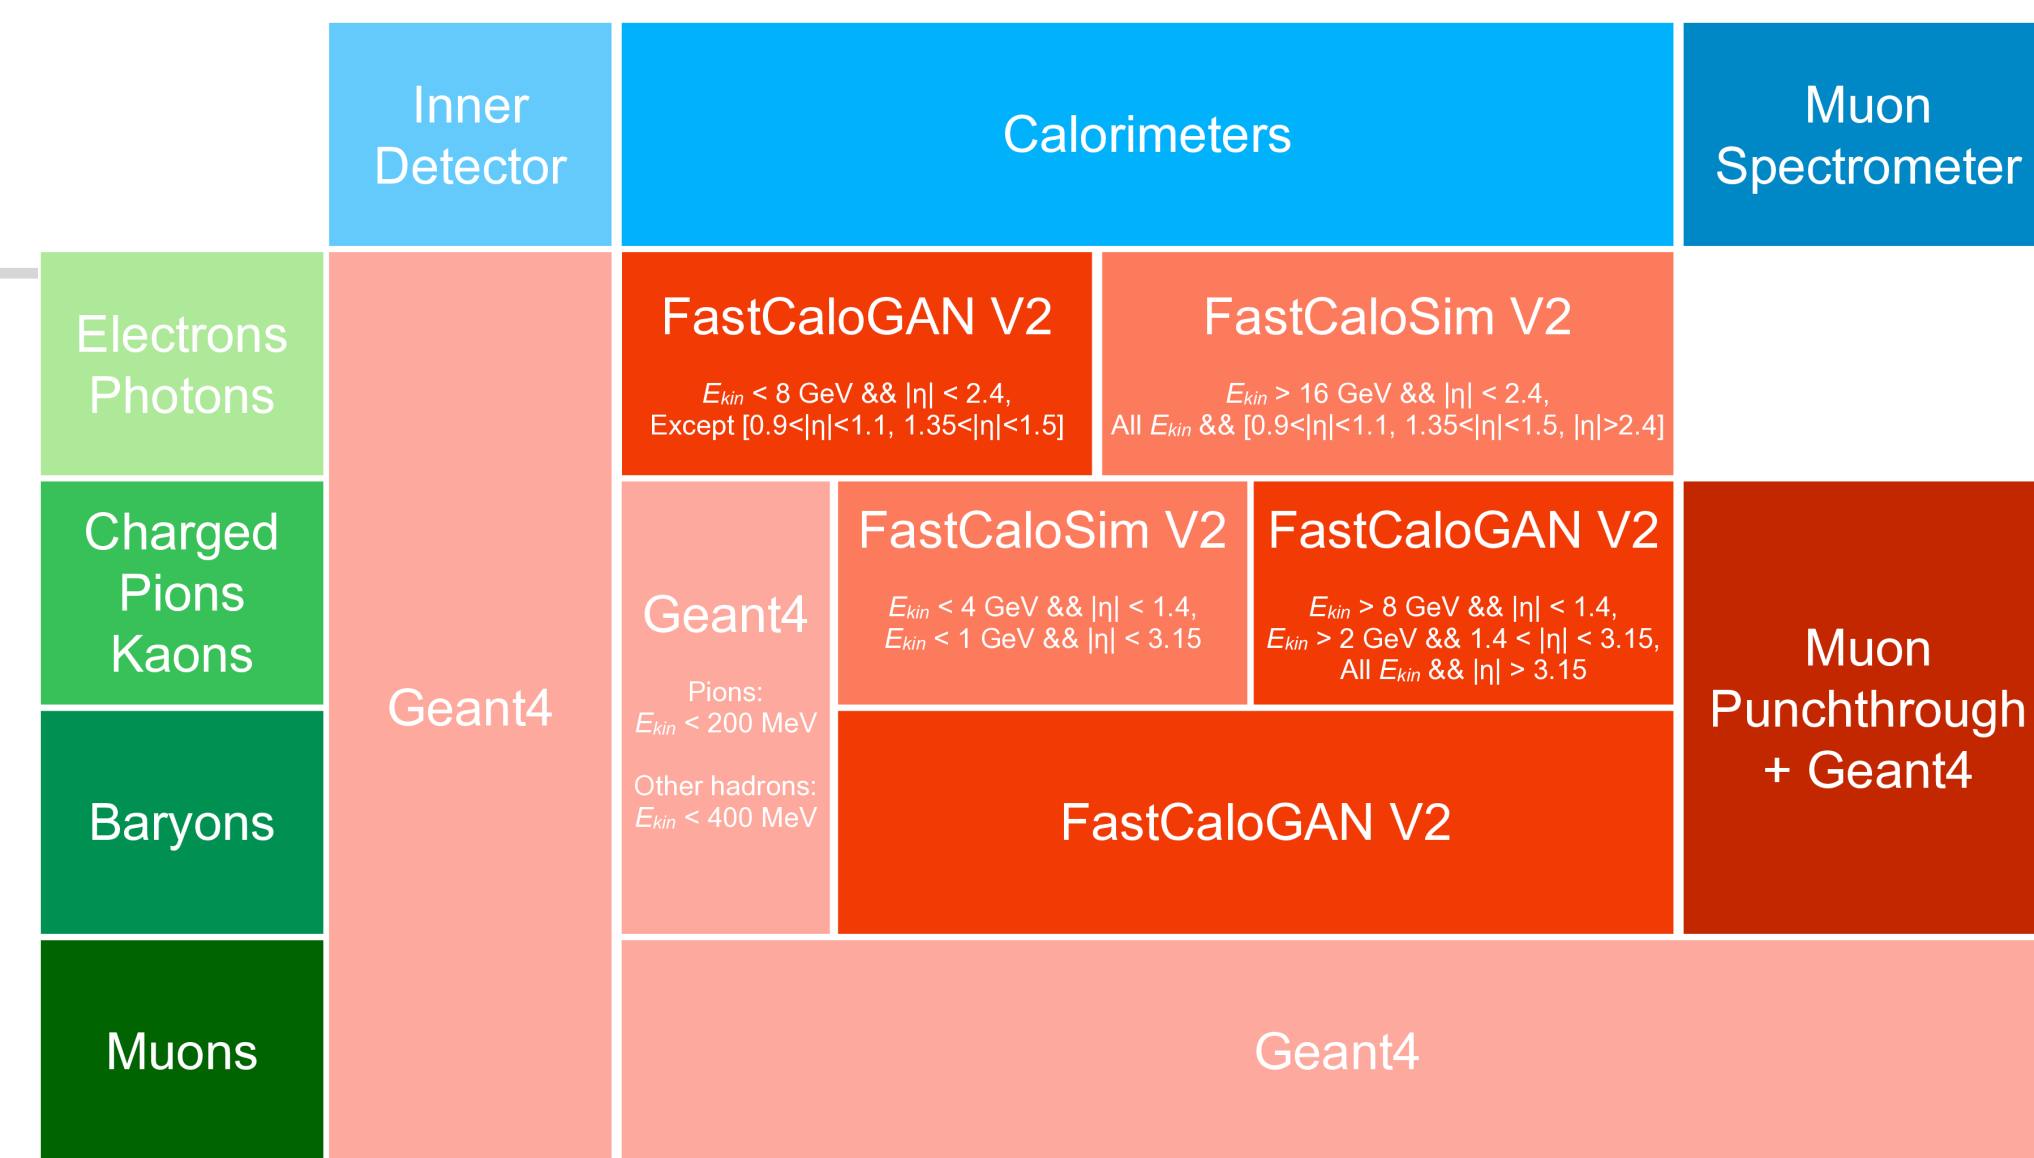 Inner
Detector
Calorimeters
Muon
Spectrometer
Electrons
Photons
FastCaloGAN V2
Ekin < 8 GeV && |η| < 2.4,
Except [0.9<|η|<1.1, 1.35<|η|<1.5]
FastCaloSim V2
Ekin > 16 GeV && |η| < 2.4,
All Ekin && [0.9<|η|<1.1, 1.35<|η|<1.5, |η|>2.4]
Charged
Pions
Kaons
Geant4
Geant4
Pions:
Ekin < 200 MeV
Other hadrons:
Ekin < 400 MeV
FastCaloSim V2
Ekin < 4 GeV && |η| < 1.4,
Ekin < 1 GeV && |η| < 3.15
FastCaloGAN V2
Ekin > 8 GeV && |η| < 1.4,
Ekin > 2 GeV && 1.4 < |η| < 3.15,
All Ekin && |η| > 3.15
Muon
Punchthrough
+ Geant4
Baryons
FastCaloGAN V2
Muons
Geant4